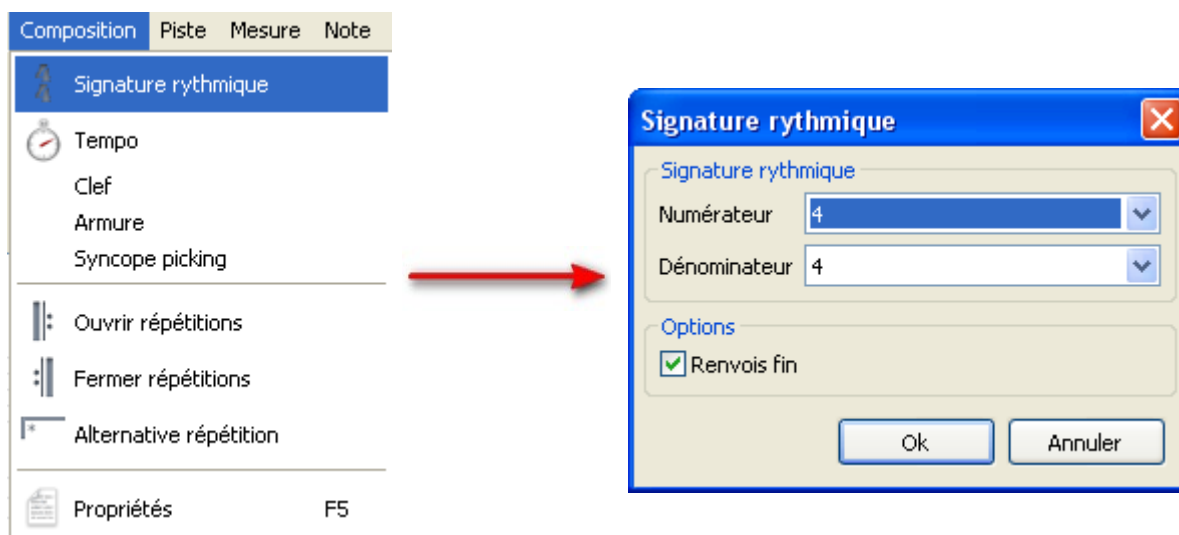 Composition Piste Mesure Note
Signature rythmique
Tempo
Clef
Armure
Syncope picking
Ouvrir répétitions
Fermer répétitions
Alternative répétition
Propriétés F5
Signature rythmique
Signature rythmique
Numérateur 4
Dénominateur 4
Options
Renvois fin
Ok Annuler